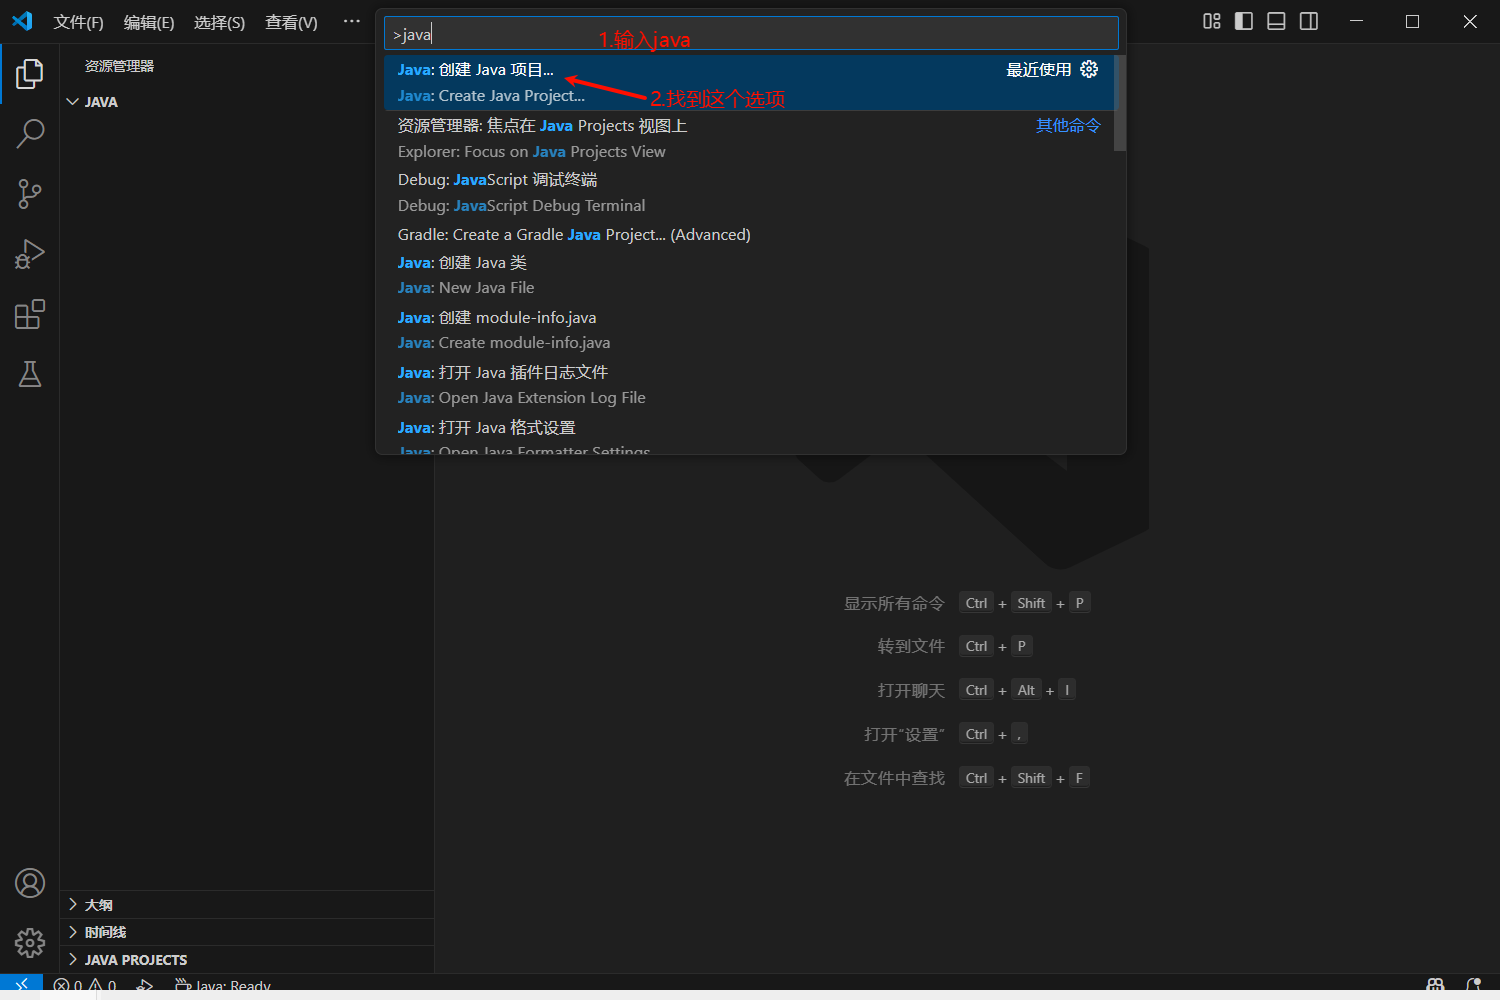 文件(F) 编辑(E) 选择(S) 查看(V) ···
>java
1.输入java
资源管理器
JAVA
Java: 创建 Java 项目... 最近使用
Java: Create Java Project...
2.找到这个选项
资源管理器: 焦点在 Java Projects 视图上 其他命令
Explorer: Focus on Java Projects View
Debug: JavaScript 调试终端
Debug: JavaScript Debug Terminal
Gradle: Create a Gradle Java Project... (Advanced)
Java: 创建 Java 类
Java: New Java File
Java: 创建 module-info.java
Java: Create module-info.java
Java: 打开 Java 插件日志文件
Java: Open Java Extension Log File
Java: 打开 Java 格式设置
Java: Open Java Formatter Settings
显示所有命令 Ctrl + Shift + P
转到文件 Ctrl + P
打开聊天 Ctrl + Alt + I
打开“设置” Ctrl + ,
在文件中查找 Ctrl + Shift + F
大纲
时间线
JAVA PROJECTS
0 0 Java: Ready